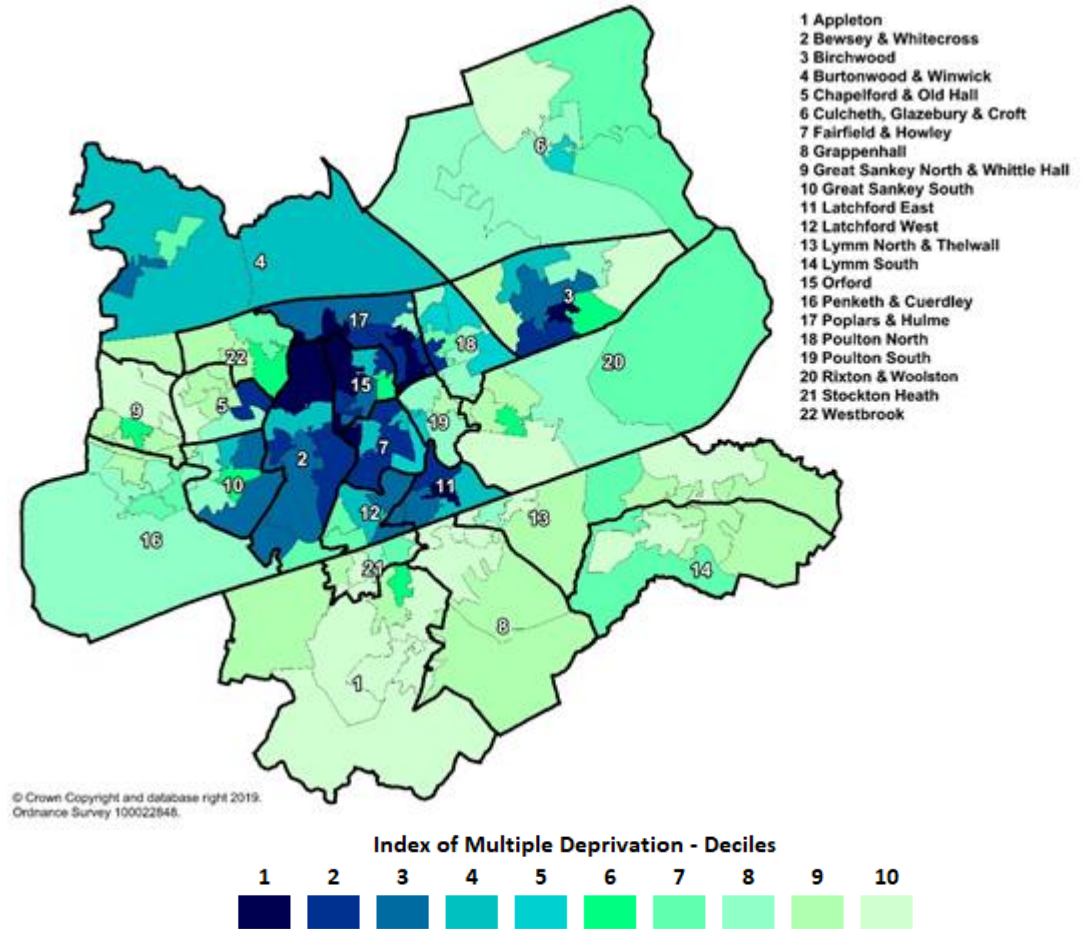 1 Appleton
2 Bewsey & Whitecross
3 Birchwood
4 Burtonwood & Winwick
5 Chapelford & Old Hall
6 Culcheth, Glazebury & Croft
7 Fairfield & Howley
8 Grappenhall
9 Great Sankey North & Whittle Hall
10 Great Sankey South
11 Latchford East
12 Latchford West
13 Lymm North & Thelwall
14 Lymm South
15 Orford
16 Penketh & Cuerdley
17 Poplars & Hulme
18 Poulton North
19 Poulton South
20 Rixton & Woolston
21 Stockton Heath
22 Westbrook
6
4
3
17
18
22
20
15
5
9
19
7
2
10
11
12
13
16
21
14
8
1
© Crown Copyright and database right 2019.
Ordnance Survey 100022848.
Index of Multiple Deprivation - Deciles
1 2 3 4 5 6 7 8 9 10